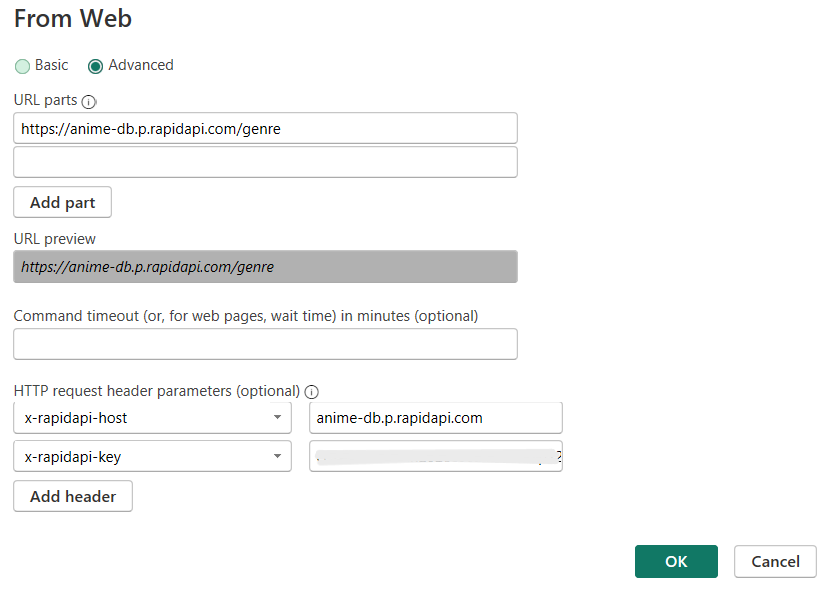 From Web
Basic Advanced
URL parts
https://anime-db.p.rapidapi.com/genre
Add part
URL preview
https://anime-db.p.rapidapi.com/genre
Command timeout (or, for web pages, wait time) in minutes (optional)
HTTP request header parameters (optional)
x-rapidapi-host anime-db.p.rapidapi.com
x-rapidapi-key
Add header
OK Cancel